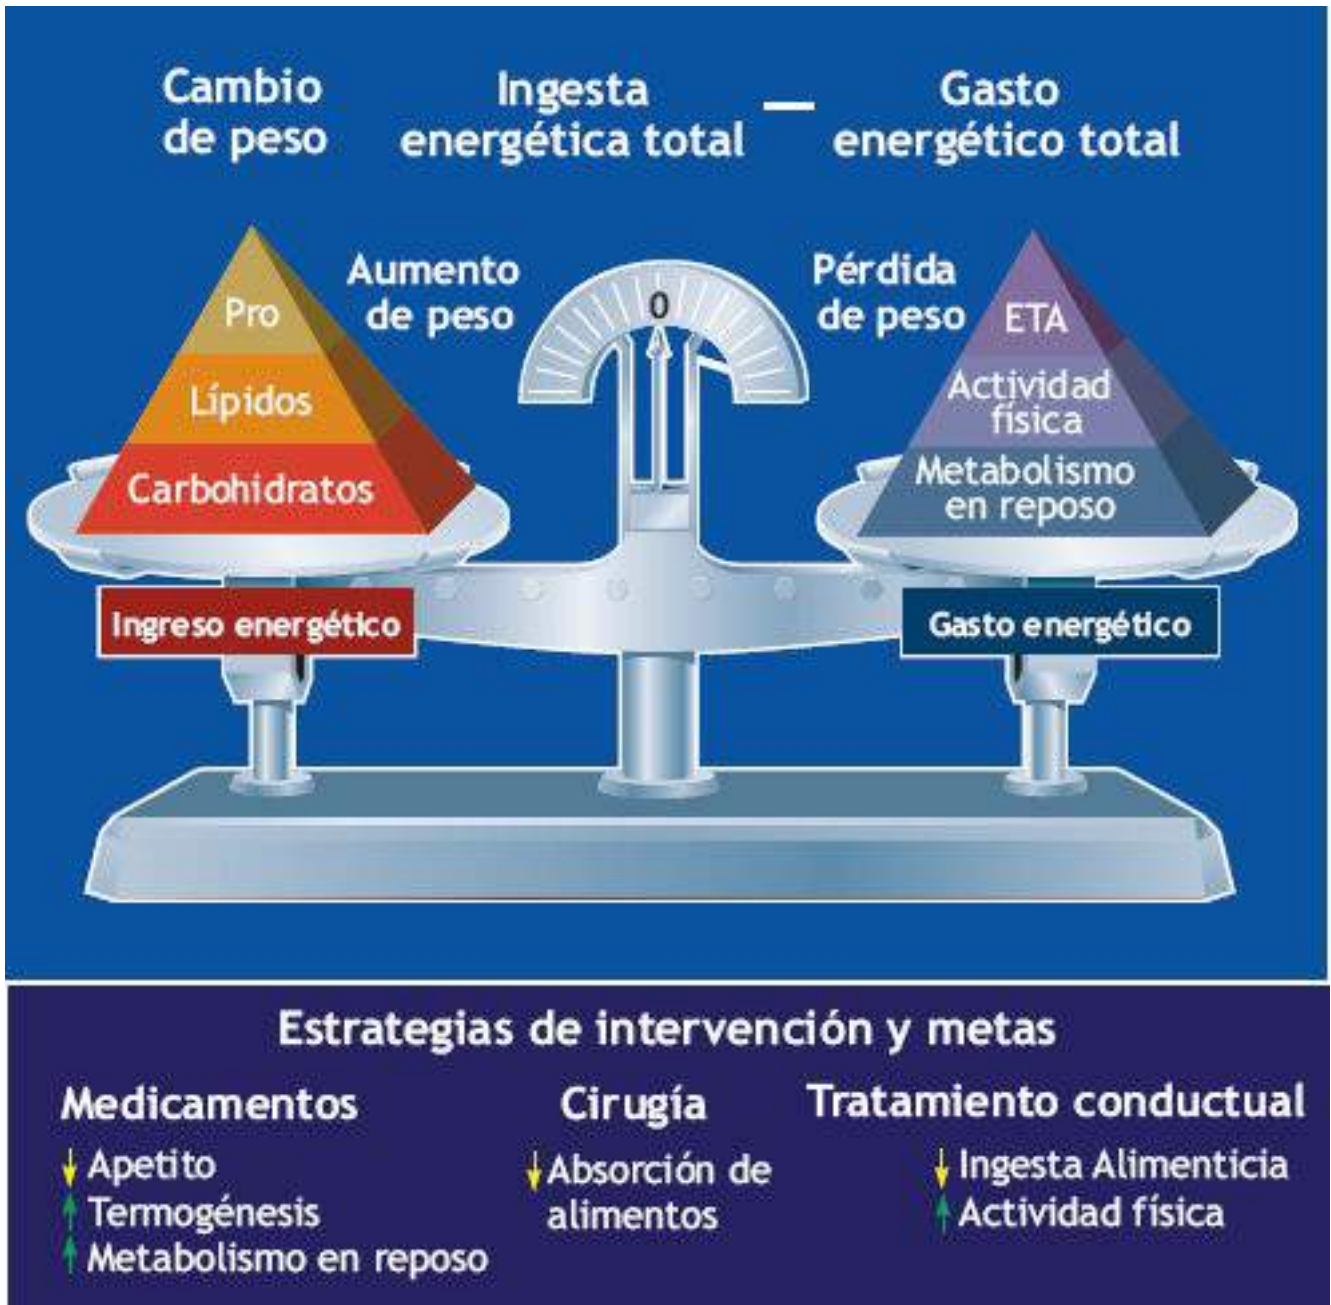 Cambio
de peso
Ingesta
energética total
—
Gasto
energético total
Aumento
de peso
0
Pérdida
de peso
Pro
Lípidos
Carbohidratos
ETA
Actividad
física
Metabolismo
en reposo
Ingreso energético
Gasto energético
Estrategias de intervención y metas
Medicamentos
↓ Apetito
↑ Termogénesis
↑ Metabolismo en reposo
Cirugía
↓ Absorción de
alimentos
Tratamiento conductual
↓ Ingesta Alimenticia
↑ Actividad física